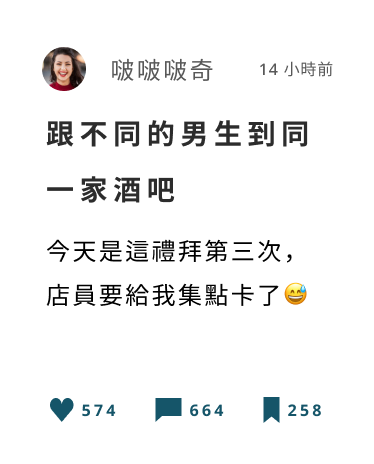 啵啵啵奇
14 小時前
跟不同的男生到同
一家酒吧
今天是這禮拜第三次，
店員要給我集點卡了😅
574
664
258